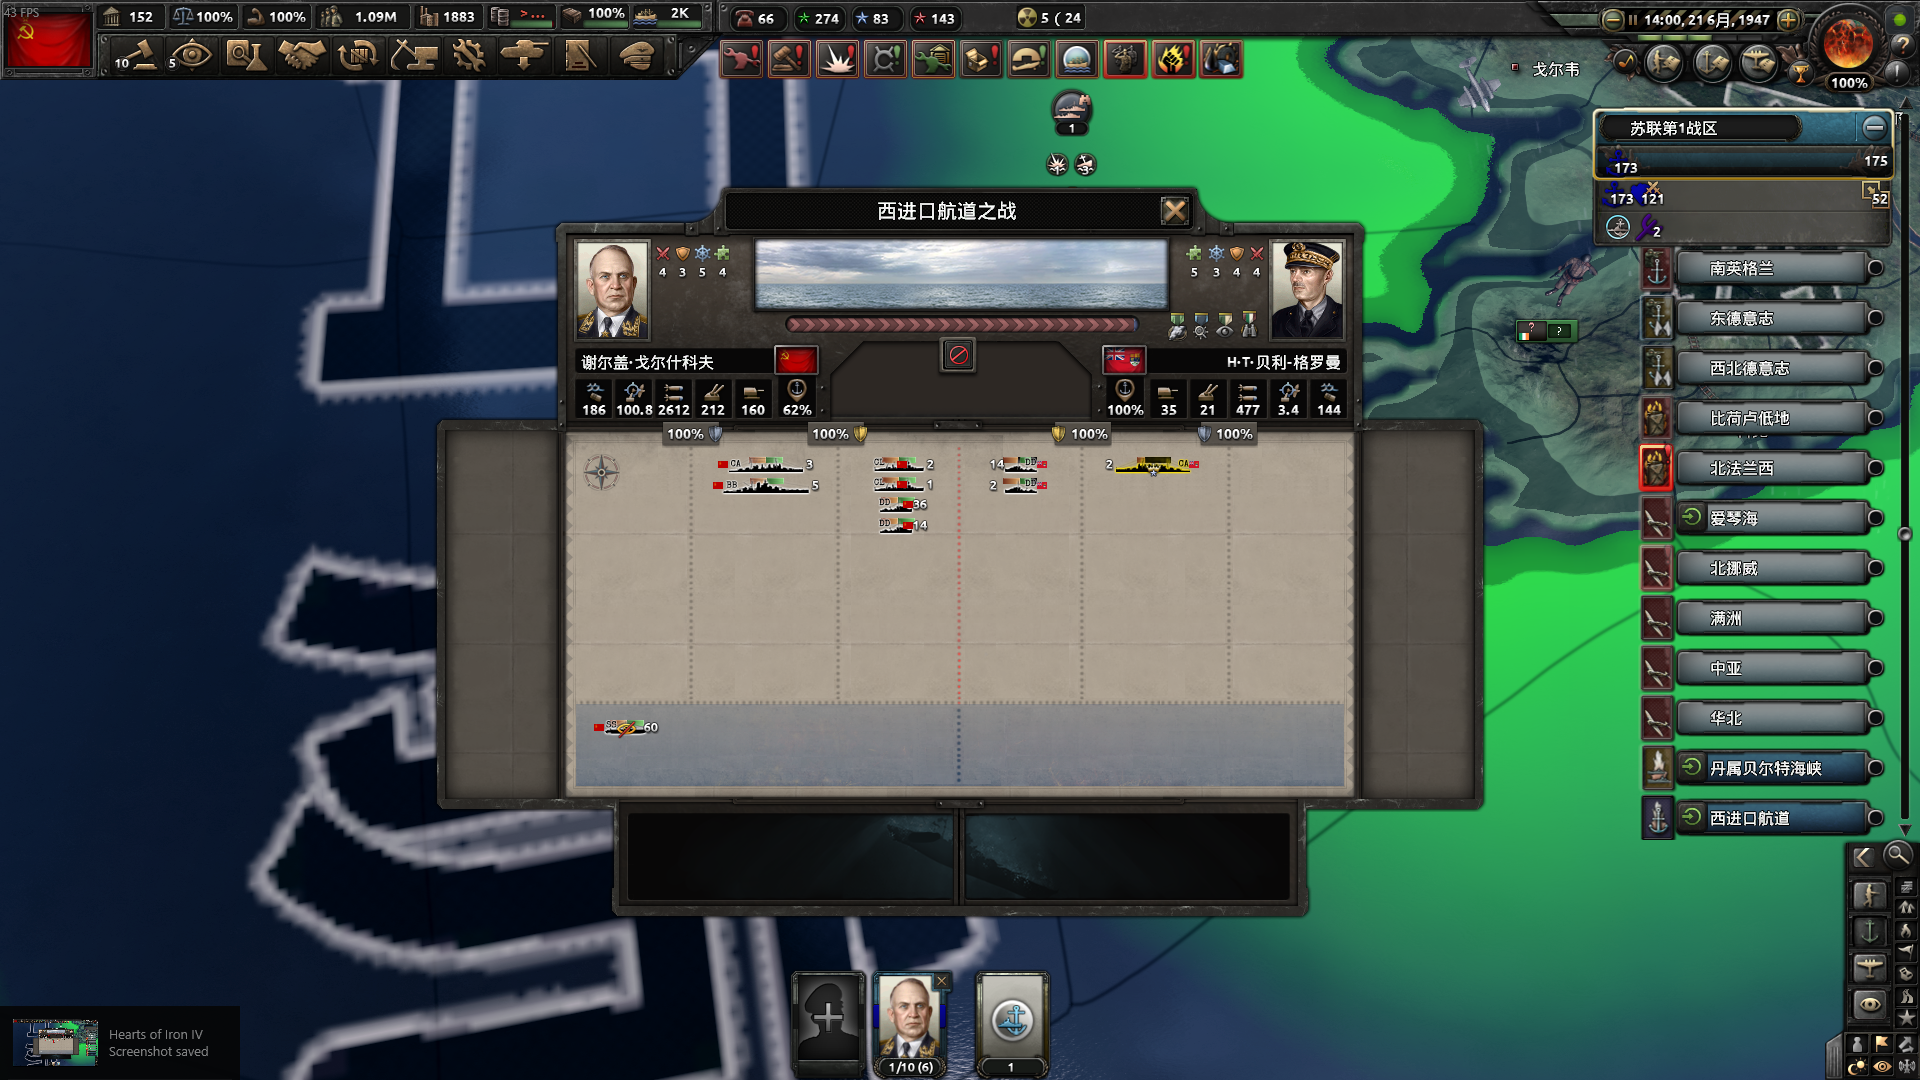 43 FPS
152
100%
100%
1.09M
1883
>...
100%
2K
66
274
83
143
5 ( 24
14:00, 21 6月, 1947
10
5
100%
戈尔韦
1
3
苏联第1战区
173
175
173 121
52
2
西进口航道之战
4 3 5 4
5 3 4 4
谢尔盖·戈尔什科夫
H·T·贝利-格罗曼
186 100.8 2612 212 160 62%
100% 35 21 477 3.4 144
100%
100%
100%
100%
CA 3
BB 5
CL 2
CL 1
DD 36
DD 14
14 DD
2 DD
2 CA
SS 60
? ?
南英格兰
东德意志
西北德意志
比荷卢低地
北法兰西
爱琴海
北挪威
满洲
中亚
华北
丹属贝尔特海峡
西进口航道
1/10 (6)
1
Hearts of Iron IV
Screenshot saved